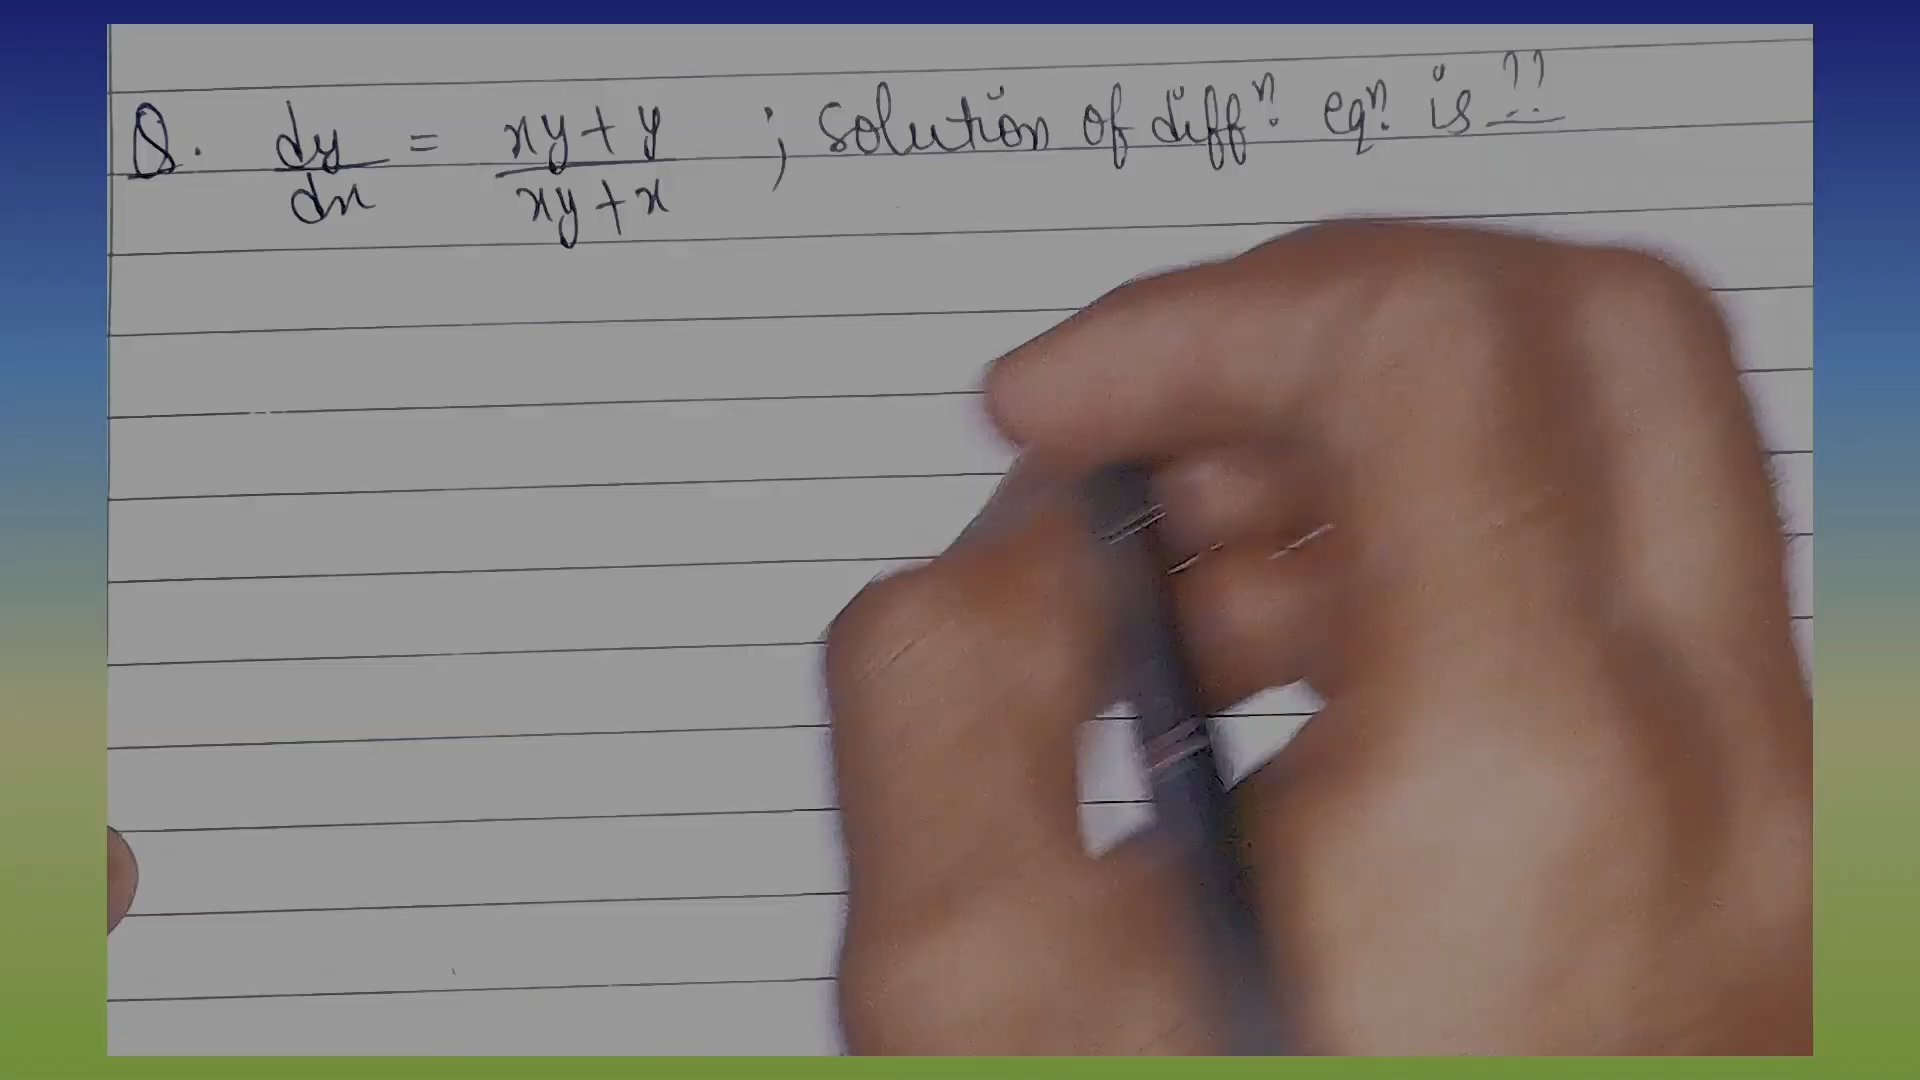 Q. dy/dx = xy+y/xy+x ; solution of diffⁿ. eqⁿ. is ??